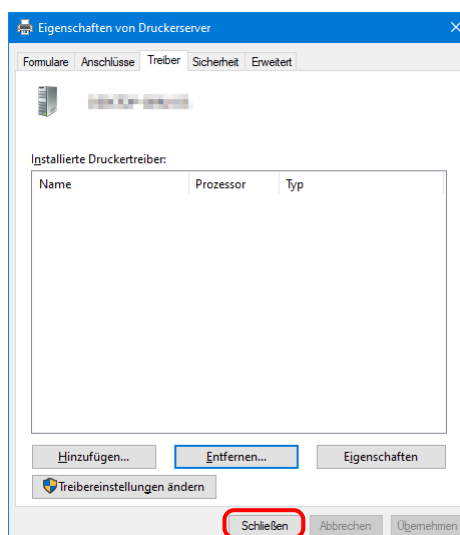 Eigenschaften von Druckerserver
Formulare Anschlüsse Treiber Sicherheit Erweitert
Installierte Druckertreiber:
Name Prozessor Typ
Hinzufügen... Entfernen... Eigenschaften
Treibereinstellungen ändern
Schließen Abbrechen Übernehmen